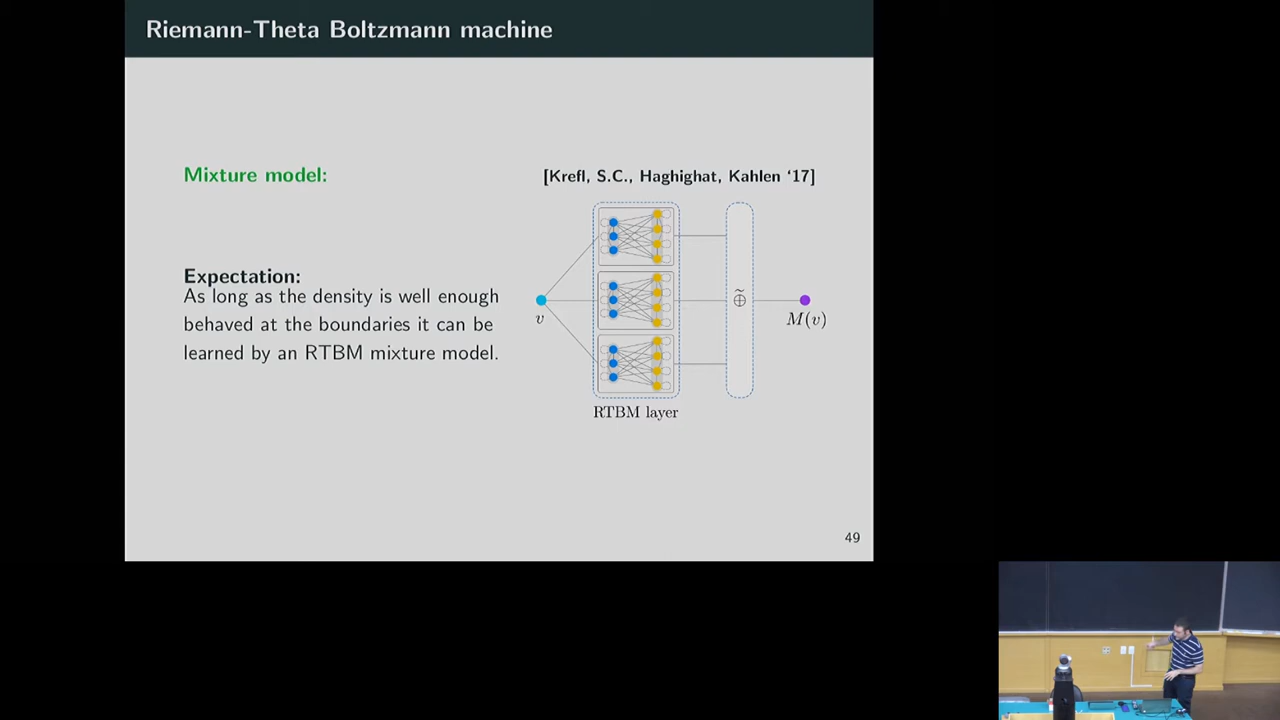 Riemann-Theta Boltzmann machine
Mixture model:
[Krefl, S.C., Haghighat, Kahlen ‘17]
Expectation:
As long as the density is well enough
behaved at the boundaries it can be
learned by an RTBM mixture model.
v
⊕̃
M(v)
RTBM layer
49